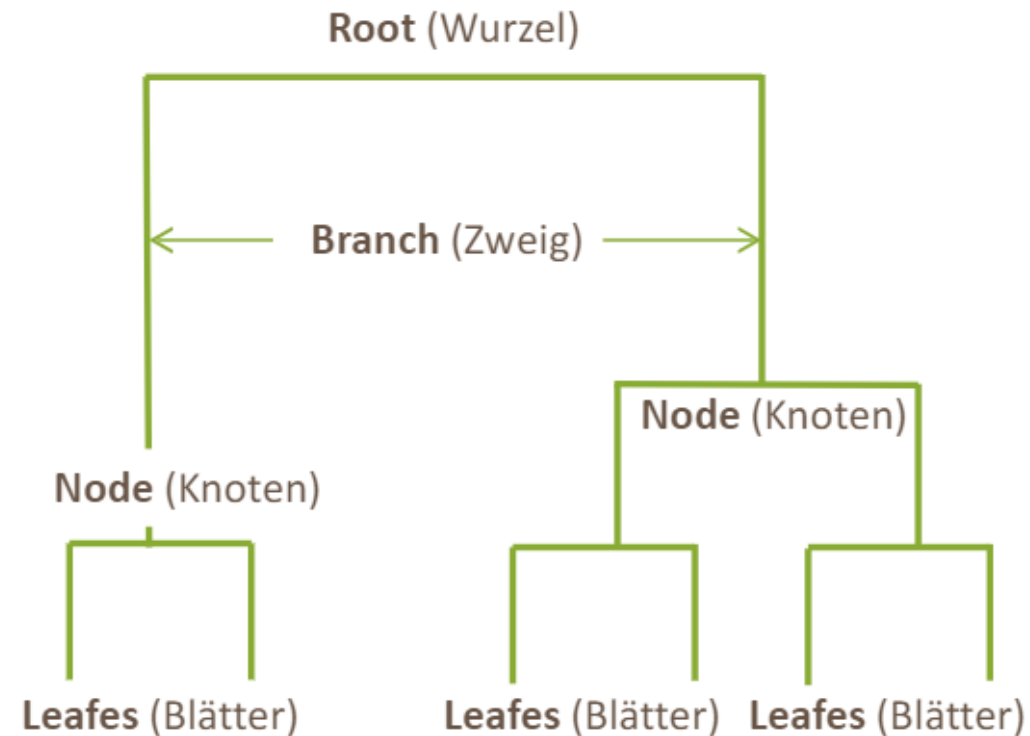 Root (Wurzel)
Branch (Zweig)
Node (Knoten)
Node (Knoten)
Leafes (Blätter)
Leafes (Blätter)
Leafes (Blätter)